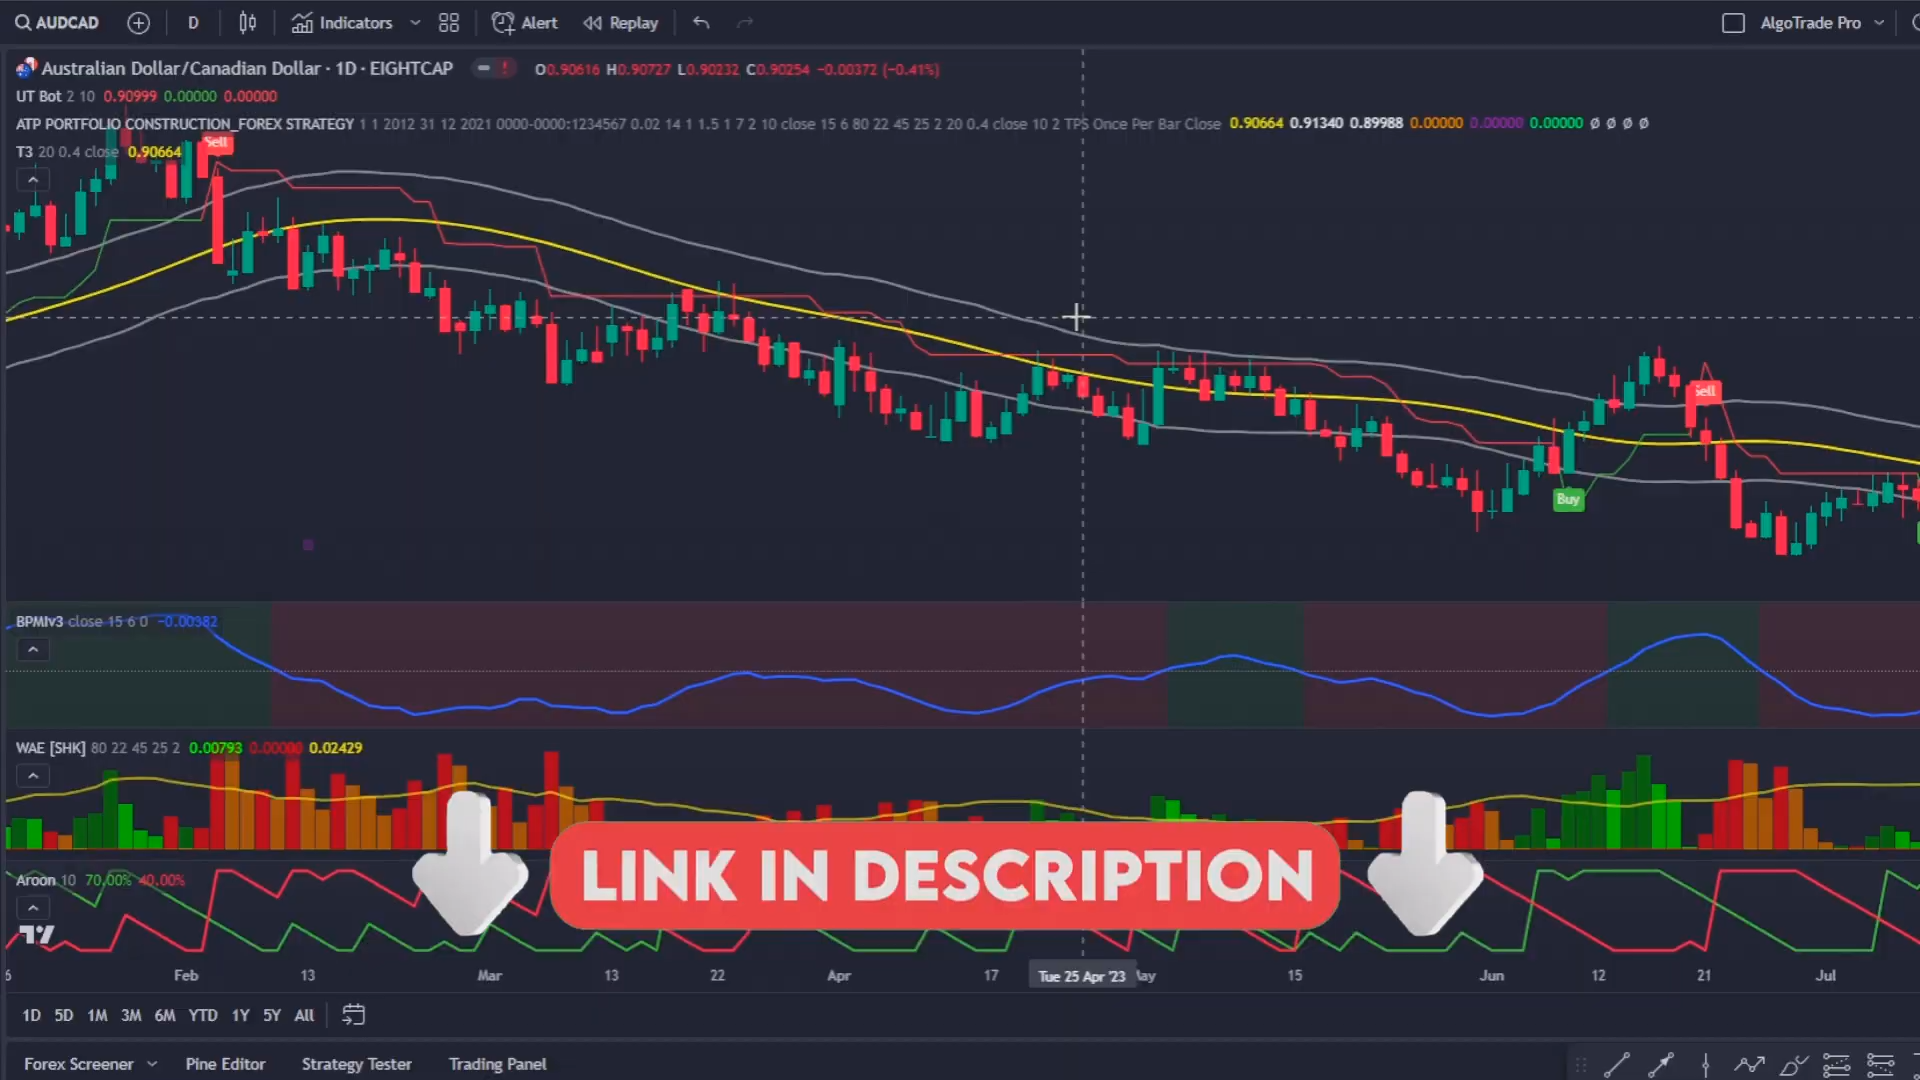 AUDCAD D Indicators Alert Replay AlgoTrade Pro
Australian Dollar/Canadian Dollar · 1D · EIGHTCAP O0.90616 H0.90727 L0.90232 C0.90254 −0.00372 (−0.41%)
UT Bot 2 10 0.90999 0.00000 0.00000
ATP PORTFOLIO CONSTRUCTION_FOREX STRATEGY 1 1 2012 31 12 2021 0000-0000:1234567 0.02 14 1 1.5 1 7 2 10 close 15 6 80 22 45 25 2 20 0.4 close 10 2 TPS Once Per Bar Close 0.90664 0.91340 0.89988 0.00000 0.00000 0.00000 Ø Ø Ø Ø
T3 20 0.4 close 0.90664
Sell
Sell
Buy
BPMIv3 close 15 6 0 −0.00382
WAE [SHK] 80 22 45 25 2 0.00793 0.00000 0.02429
LINK IN DESCRIPTION
Aroon 10 70.00% 40.00%
6 Feb 13 Mar 13 22 Apr 17 Tue 25 Apr '23 May 15 Jun 12 21 Jul
1D 5D 1M 3M 6M YTD 1Y 5Y All
Forex Screener Pine Editor Strategy Tester Trading Panel